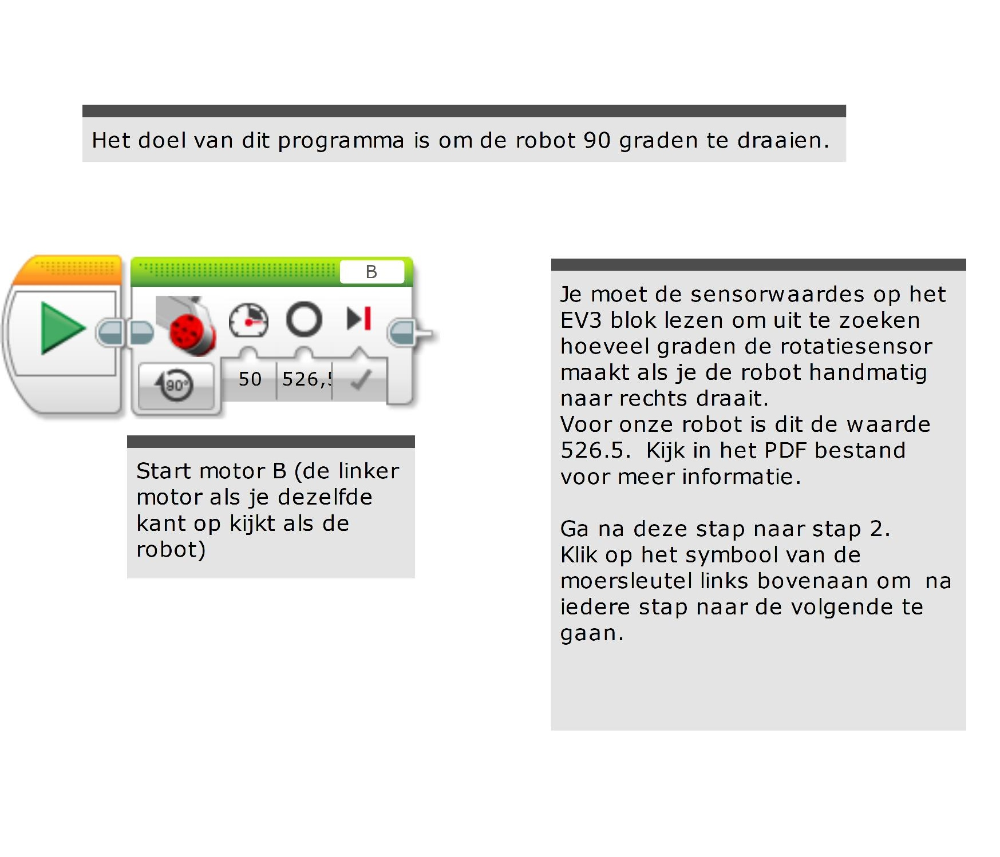 Het doel van dit programma is om de robot 90 graden te draaien.
B
90°
50 526,5
Start motor B (de linker
motor als je dezelfde
kant op kijkt als de
robot)
Je moet de sensorwaardes op het
EV3 blok lezen om uit te zoeken
hoeveel graden de rotatiesensor
maakt als je de robot handmatig
naar rechts draait.
Voor onze robot is dit de waarde
526.5.  Kijk in het PDF bestand
voor meer informatie.
Ga na deze stap naar stap 2.
Klik op het symbool van de
moersleutel links bovenaan om  na
iedere stap naar de volgende te
gaan.